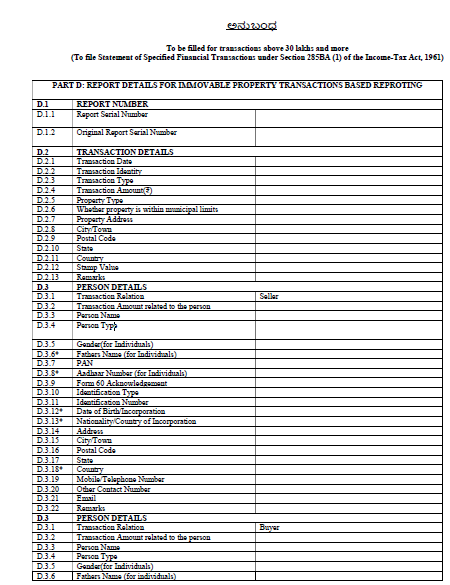 ಅನುಬಂಧ
To be filled for transactions above 30 lakhs and more
(To file Statement of Specified Financial Transactions under Section 285BA (1) of the Income-Tax Act, 1961)
PART D: REPORT DETAILS FOR IMMOVABLE PROPERTY TRANSACTIONS BASED REPROTING
D.1 REPORT NUMBER
D.1.1 Report Serial Number
D.1.2 Original Report Serial Number
D.2 TRANSACTION DETAILS
D.2.1 Transaction Date
D.2.2 Transaction Identity
D.2.3 Transaction Type
D.2.4 Transaction Amount(₹)
D.2.5 Property Type
D.2.6 Whether property is within municipal limits
D.2.7 Property Address
D.2.8 City/Town
D.2.9 Postal Code
D.2.10 State
D.2.11 Country
D.2.12 Stamp Value
D.2.13 Remarks
D.3 PERSON DETAILS
D.3.1 Transaction Relation Seller
D.3.2 Transaction Amount related to the person
D.3.3 Person Name
D.3.4 Person Type
D.3.5 Gender(for Individuals)
D.3.6* Fathers Name (for Individuals)
D.3.7 PAN
D.3.8* Aadhaar Number (for Individuals)
D.3.9 Form 60 Acknowledgement
D.3.10 Identification Type
D.3.11 Identification Number
D.3.12* Date of Birth/Incorporation
D.3.13* Nationality/Country of Incorporation
D.3.14 Address
D.3.15 City/Town
D.3.16 Postal Code
D.3.17 State
D.3.18* Country
D.3.19 Mobile/Telephone Number
D.3.20 Other Contact Number
D.3.21 Email
D.3.22 Remarks
D.3 PERSON DETAILS
D.3.1 Transaction Relation Buyer
D.3.2 Transaction Amount related to the person
D.3.3 Person Name
D.3.4 Person Type
D.3.5 Gender(for Individuals)
D.3.6 Fathers Name (for individuals)